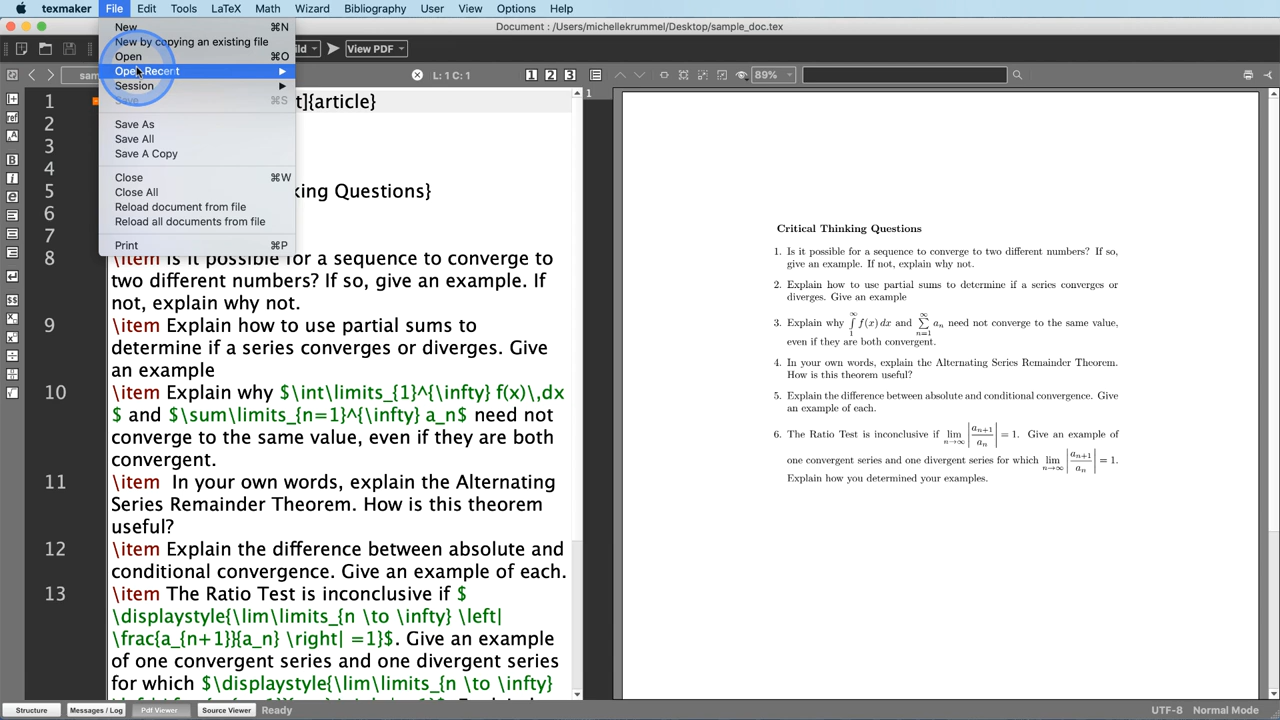 texmaker File Edit Tools LaTeX Math Wizard Bibliography User View Options Help
Document : /Users/michellekrummel/Desktop/sample_doc.tex
New ⌘N
New by copying an existing file
Open ⌘O
Open Recent
Session
Save ⌘S
Save As
Save All
Save A Copy
Close ⌘W
Close All
Reload document from file
Reload all documents from file
Print ⌘P
View PDF
L: 1 C: 1
1 2 3
89%
1
1 t]{article}
2
3
4
5 king Questions}
6
7
8 \item Is it possible for a sequence to converge to
two different numbers? If so, give an example. If
not, explain why not.
9 \item Explain how to use partial sums to
determine if a series converges or diverges. Give
an example
10 \item Explain why $\int\limits_{1}^{\infty} f(x)\,dx
$ and $\sum\limits_{n=1}^{\infty} a_n$ need not
converge to the same value, even if they are both
convergent.
11 \item In your own words, explain the Alternating
Series Remainder Theorem. How is this theorem
useful?
12 \item Explain the difference between absolute and
conditional convergence. Give an example of each.
13 \item The Ratio Test is inconclusive if $
\displaystyle{\lim\limits_{n \to \infty} \left|
\frac{a_{n+1}}{a_n} \right| =1}$. Give an example
of one convergent series and one divergent series
for which $\displaystyle{\lim\limits_{n \to \infty}
Critical Thinking Questions
1. Is it possible for a sequence to converge to two different numbers? If so,
give an example. If not, explain why not.
2. Explain how to use partial sums to determine if a series converges or
diverges. Give an example
3. Explain why ∫₁^∞ f(x) dx and ∑_{n=1}^∞ aₙ need not converge to the same value,
even if they are both convergent.
4. In your own words, explain the Alternating Series Remainder Theorem.
How is this theorem useful?
5. Explain the difference between absolute and conditional convergence. Give
an example of each.
6. The Ratio Test is inconclusive if lim_{n→∞} |a_{n+1}/a_n| = 1. Give an example of
one convergent series and one divergent series for which lim_{n→∞} |a_{n+1}/a_n| = 1.
Explain how you determined your examples.
Structure Messages / Log Pdf Viewer Source Viewer Ready
UTF-8 Normal Mode